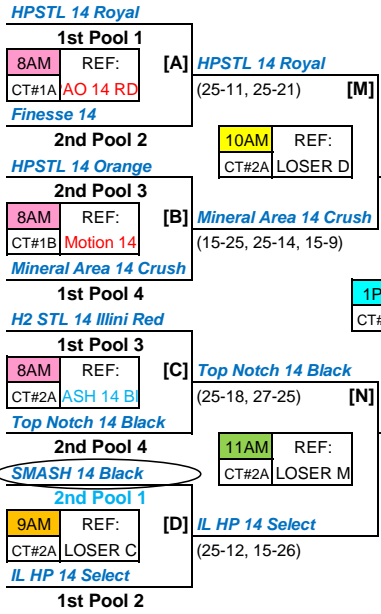 HPSTL 14 Royal
1st Pool 1
8AM REF: [A] HPSTL 14 Royal
CT#1A AO 14 RD (25-11, 25-21) [M]
Finesse 14
2nd Pool 2 10AM REF:
HPSTL 14 Orange CT#2A LOSER D
2nd Pool 3
8AM REF: [B] Mineral Area 14 Crush
CT#1B Motion 14 (15-25, 25-14, 15-9)
Mineral Area 14 Crush
1st Pool 4
H2 STL 14 Illini Red
1st Pool 3
8AM REF: [C] Top Notch 14 Black
CT#2A ASH 14 Bl (25-18, 27-25) [N]
Top Notch 14 Black
2nd Pool 4 11AM REF:
SMASH 14 Black CT#2A LOSER M
2nd Pool 1
9AM REF: [D] IL HP 14 Select
CT#2A LOSER C (25-12, 15-26)
IL HP 14 Select
1st Pool 2